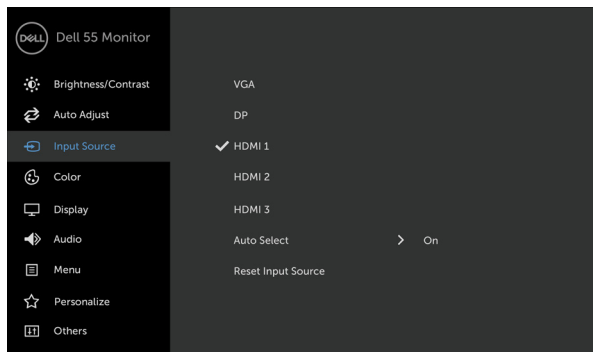 DELL
Dell 55 Monitor
Brightness/Contrast
VGA
Auto Adjust
DP
Input Source
HDMI 1
Color
HDMI 2
Display
HDMI 3
Audio
Auto Select
On
Menu
Reset Input Source
Personalize
Others